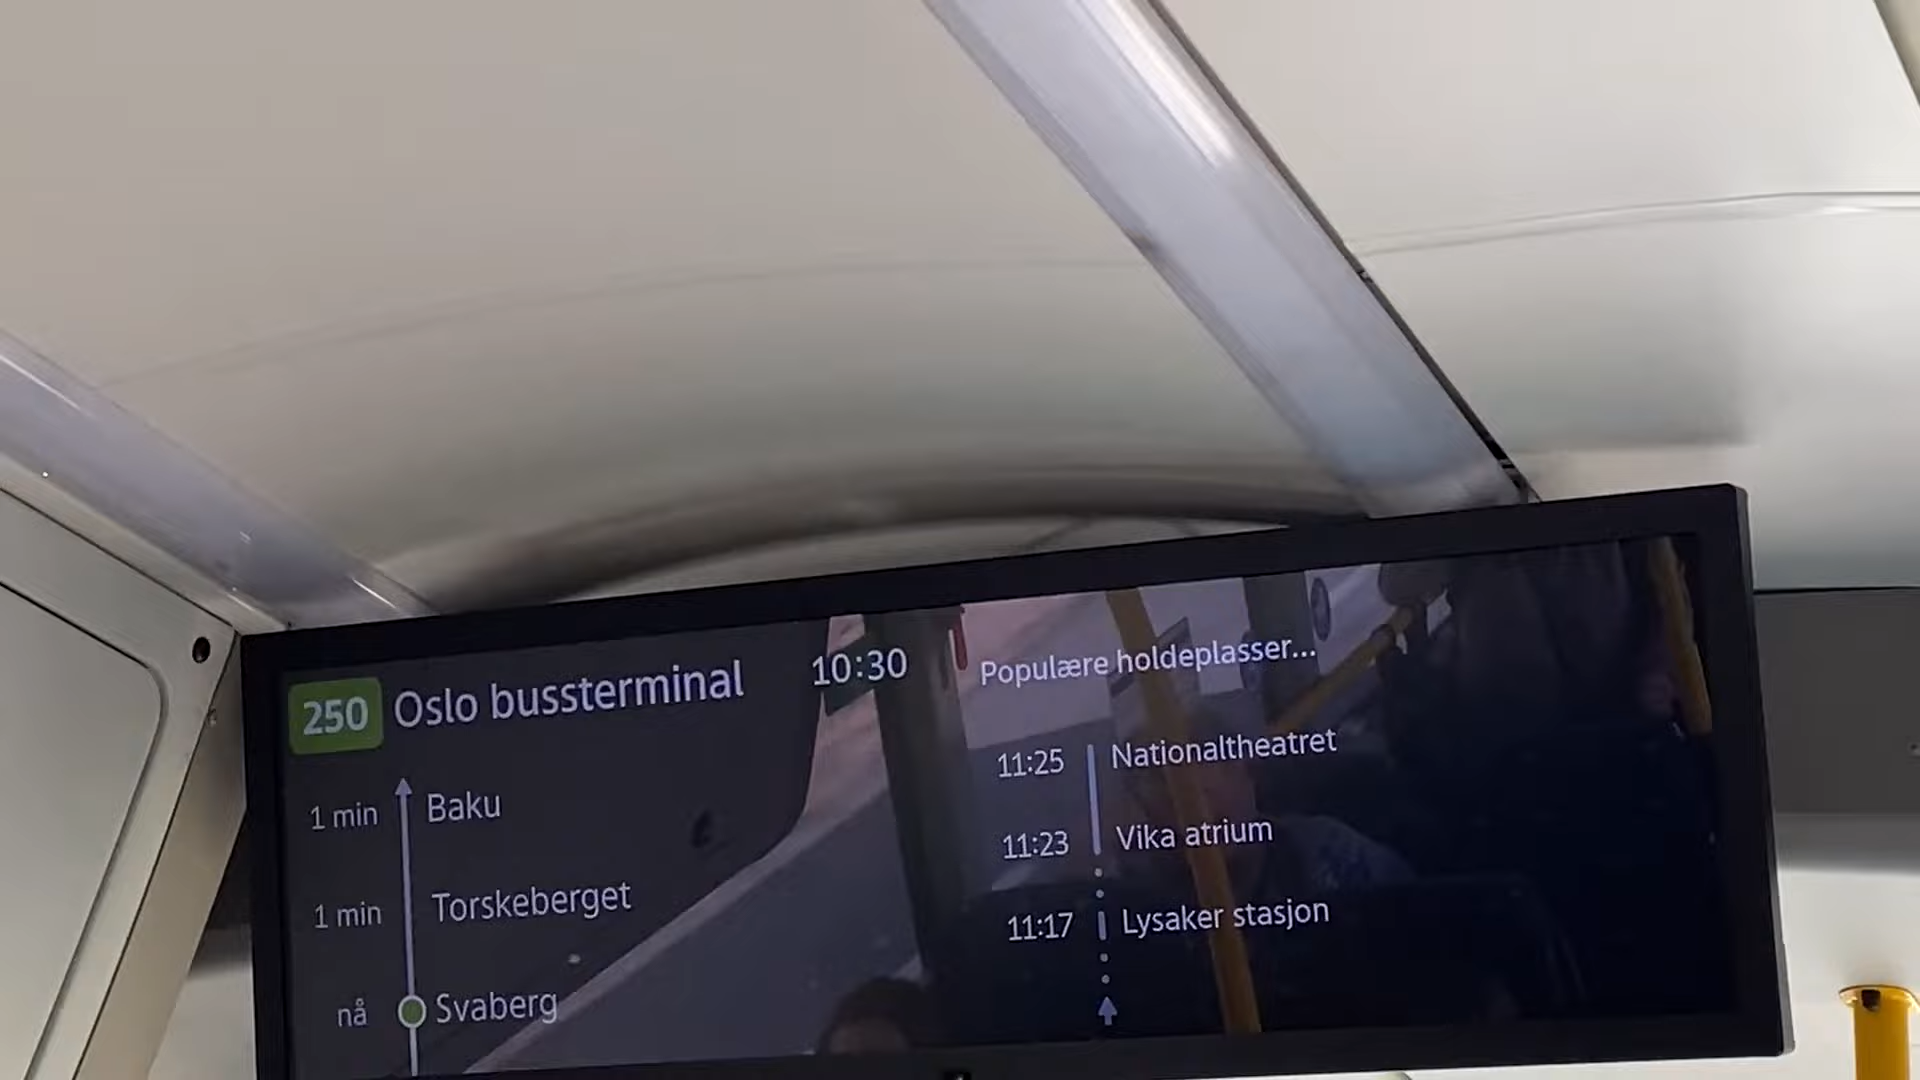 250 Oslo bussterminal 10:30
1 min Baku
1 min Torskeberget
nå Svaberg
Populære holdeplasser...
11:25 Nationaltheatret
11:23 Vika atrium
11:17 Lysaker stasjon